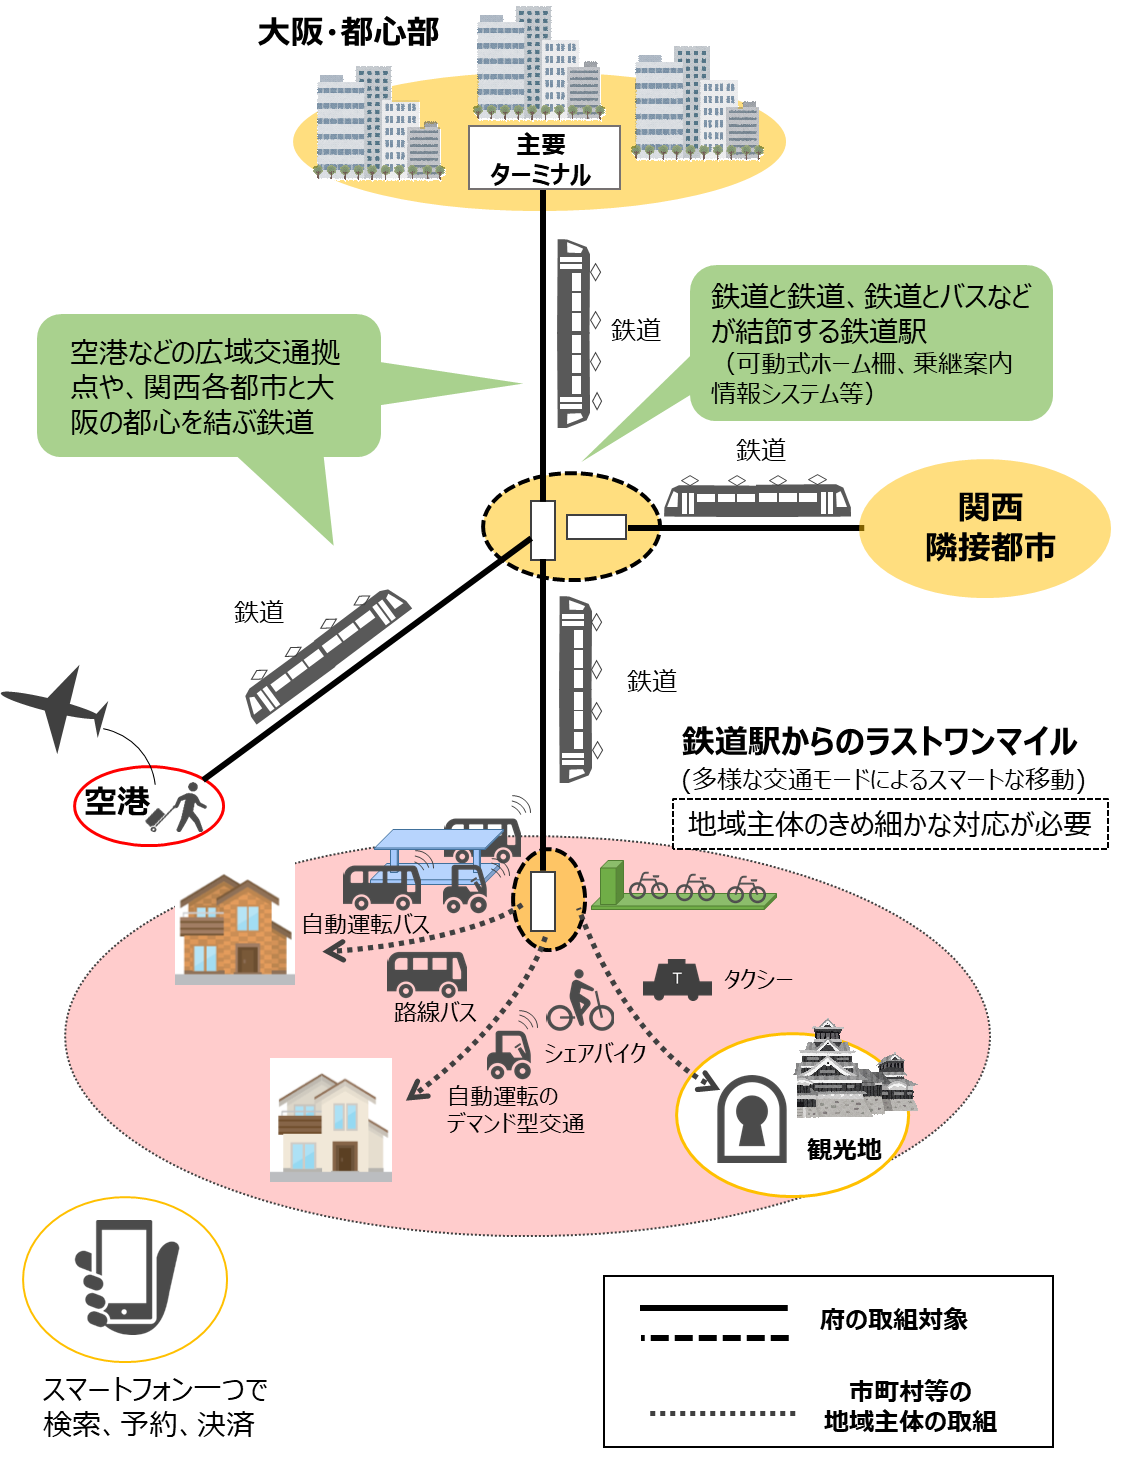 大阪・都心部
主要
ターミナル
鉄道
鉄道と鉄道、鉄道とバスなど
が結節する鉄道駅
（可動式ホーム柵、乗継案内
情報システム等）
空港などの広域交通拠
点や、関西各都市と大
阪の都心を結ぶ鉄道
鉄道
関西
隣接都市
鉄道
鉄道
空港
鉄道駅からのラストワンマイル
(多様な交通モードによるスマートな移動)
地域主体のきめ細かな対応が必要
自動運転バス
路線バス
T
タクシー
シェアバイク
自動運転の
デマンド型交通
観光地
スマートフォン一つで
検索、予約、決済
府の取組対象
市町村等の
地域主体の取組